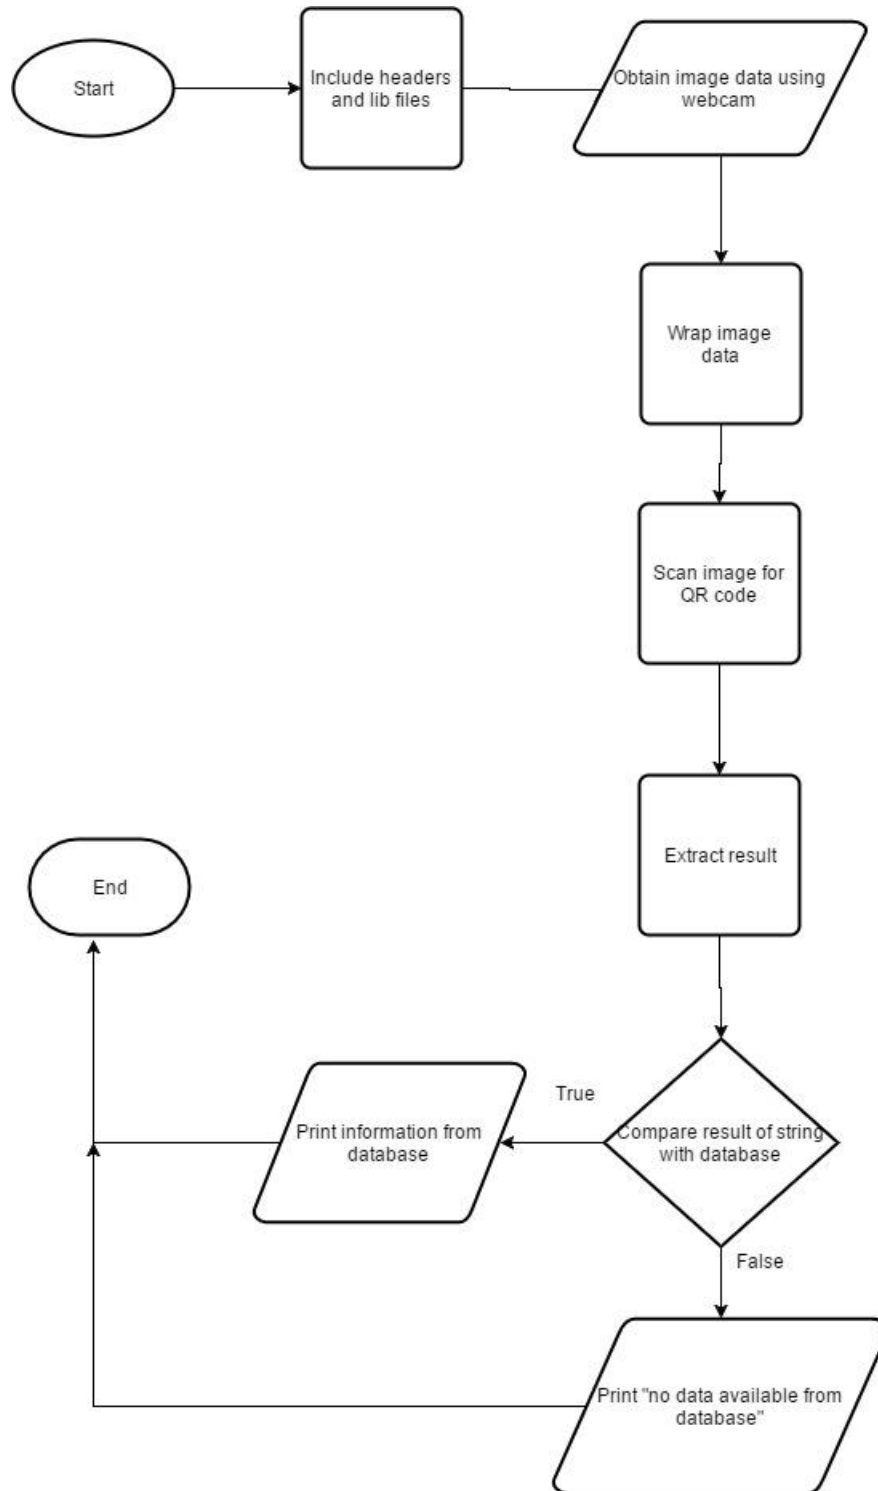 Start
Include headers
and lib files
Obtain image data using
webcam
Wrap image
data
Scan image for
QR code
Extract result
End
True
Compare result of string
with database
Print information from
database
False
Print "no data available from
database"